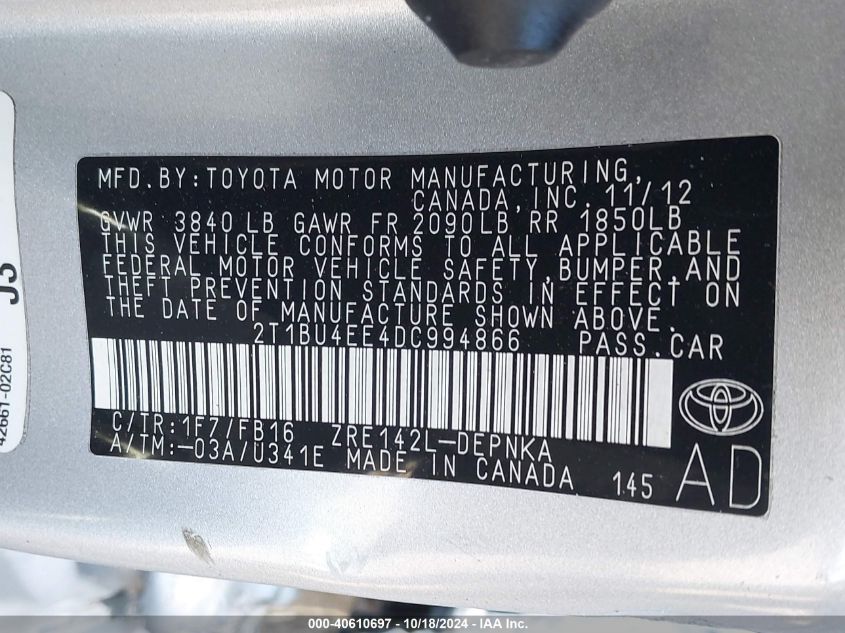 MFD.BY:TOYOTA MOTOR MANUFACTURING,
CANADA,INC. 11/12
GVWR 3840 LB GAWR FR 2090LB RR 1850LB
THIS VEHICLE CONFORMS TO ALL APPLICABLE
FEDERAL MOTOR VEHICLE SAFETY,BUMPER,AND
THEFT PREVENTION STANDARDS IN EFFECT ON
THE DATE OF MANUFACTURE SHOWN ABOVE.
2T1BU4EE4DC994866 PASS.CAR
C/TR:1F7/FB16 ZRE142L-DEPNKA
A/TM:-03A/U341E MADE IN CANADA 145 AD
42661-02C81
J3
000-40610697 - 10/18/2024 - IAA Inc.